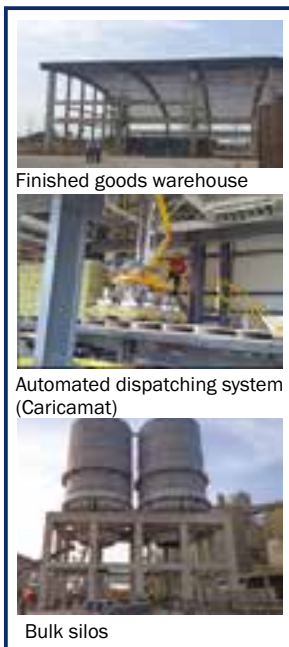 Finished goods warehouse
Automated dispatching system
(Caricamat)
Bulk silos